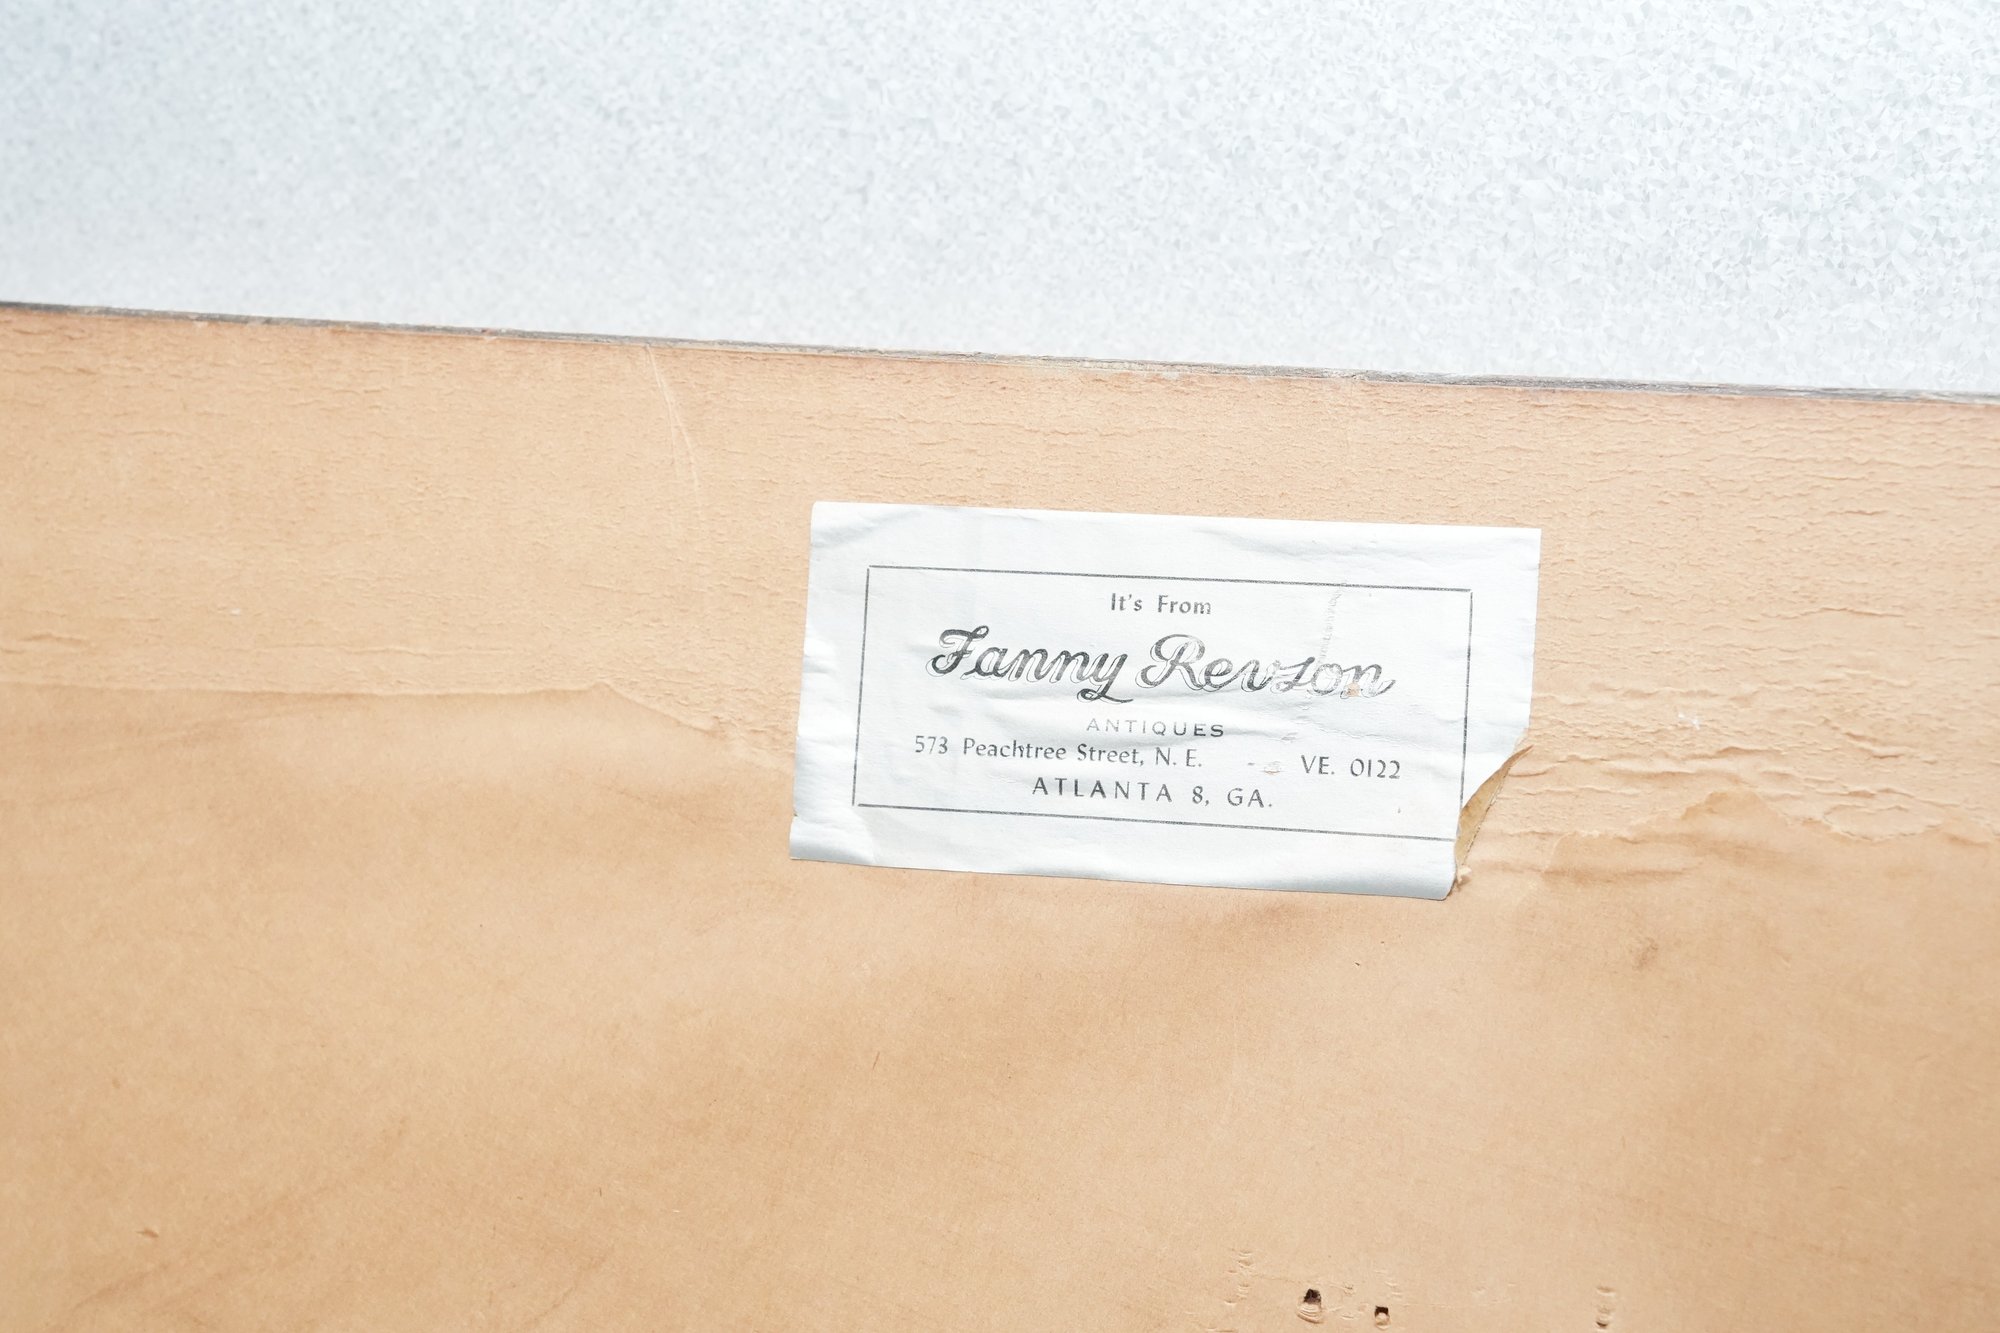 It's From
Fanny Revson
ANTIQUES
573 Peachtree Street, N. E. - VE. 0122
ATLANTA 8, GA.